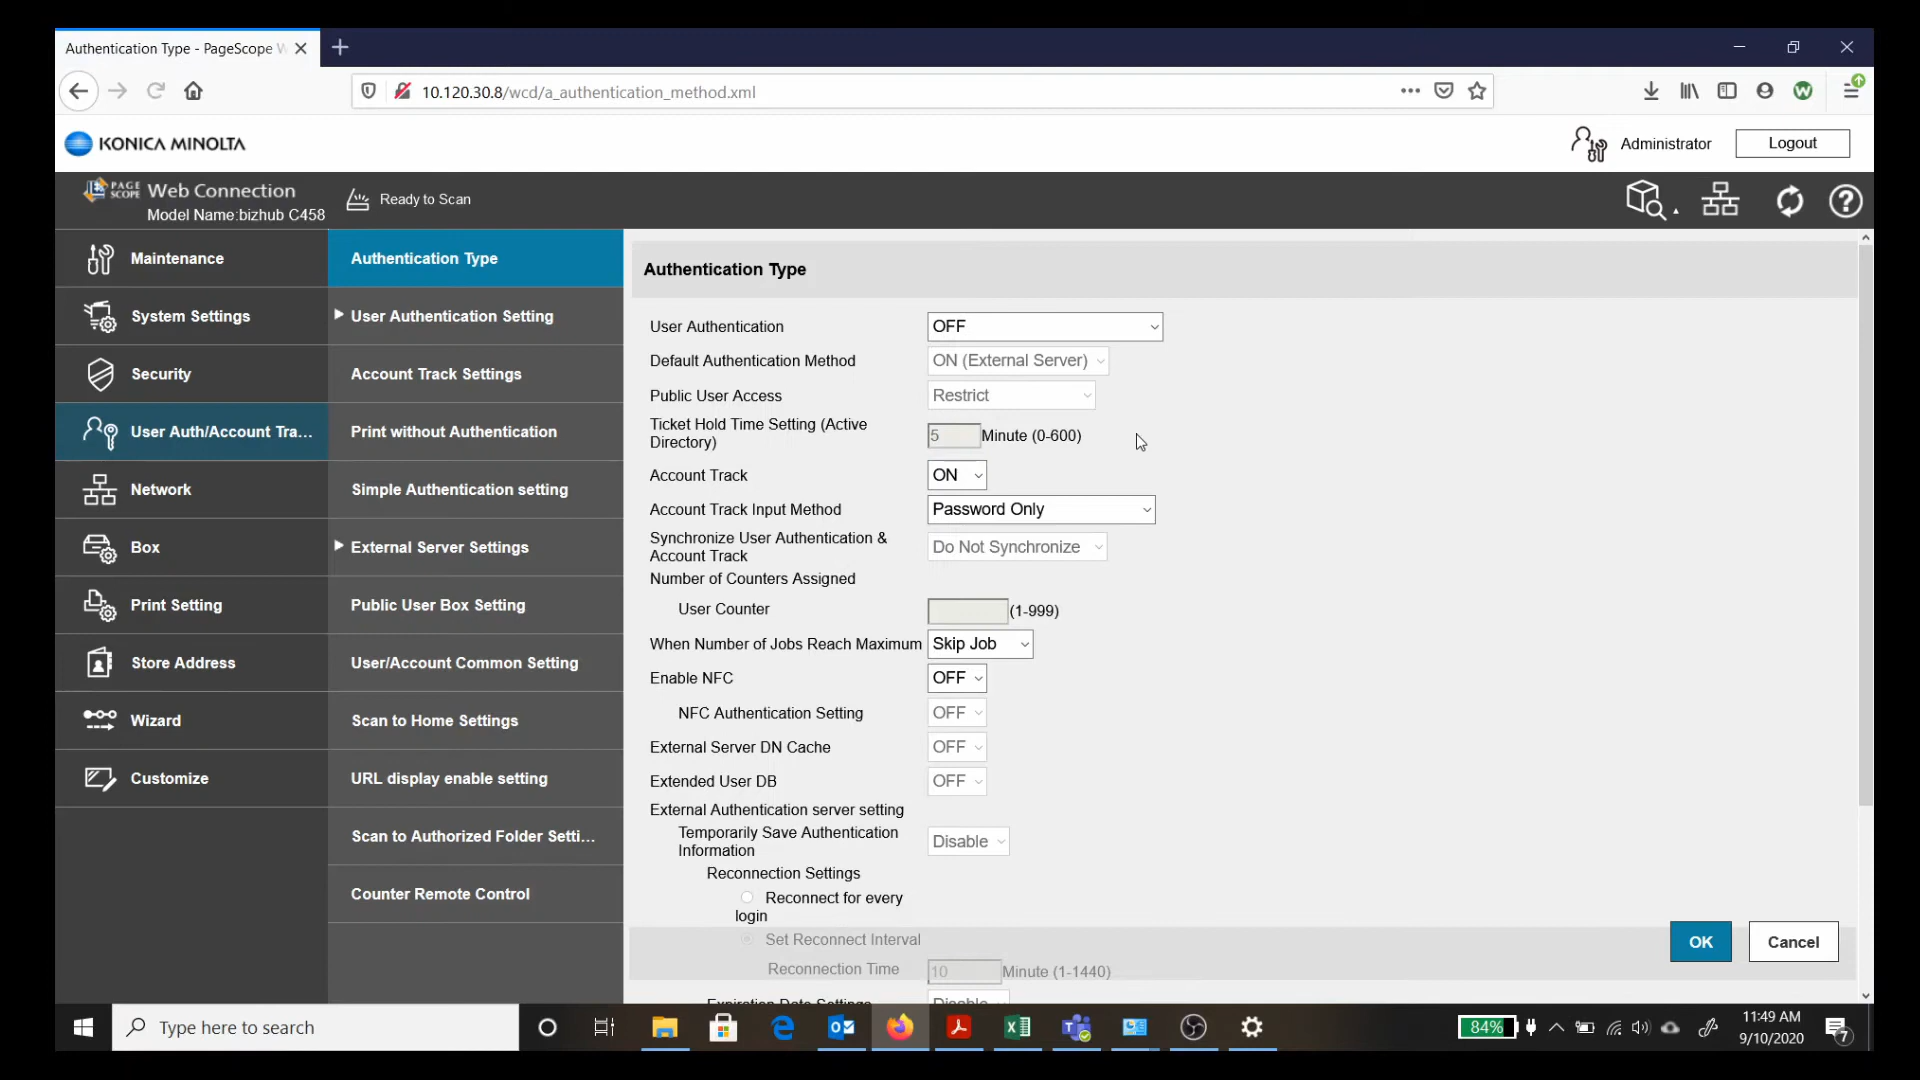 Authentication Type - PageScope W
10.120.30.8/wcd/a_authentication_method.xml
KONICA MINOLTA
Administrator
Logout
PAGE SCOPE Web Connection
Model Name:bizhub C458
Ready to Scan
Maintenance
System Settings
Security
User Auth/Account Tra...
Network
Box
Print Setting
Store Address
Wizard
Customize
Authentication Type
User Authentication Setting
Account Track Settings
Print without Authentication
Simple Authentication setting
External Server Settings
Public User Box Setting
User/Account Common Setting
Scan to Home Settings
URL display enable setting
Scan to Authorized Folder Setti...
Counter Remote Control
Authentication Type
User Authentication OFF
Default Authentication Method ON (External Server)
Public User Access Restrict
Ticket Hold Time Setting (Active
Directory)
5 Minute (0-600)
Account Track ON
Account Track Input Method Password Only
Synchronize User Authentication &
Account Track
Do Not Synchronize
Number of Counters Assigned
User Counter (1-999)
When Number of Jobs Reach Maximum Skip Job
Enable NFC OFF
NFC Authentication Setting OFF
External Server DN Cache OFF
Extended User DB OFF
External Authentication server setting
Temporarily Save Authentication
Information
Disable
Reconnection Settings
Reconnect for every
login
Set Reconnect Interval
Reconnection Time 10 Minute (1-1440)
Expiration Date Settings Disable
OK
Cancel
Type here to search
84%
11:49 AM
9/10/2020
7